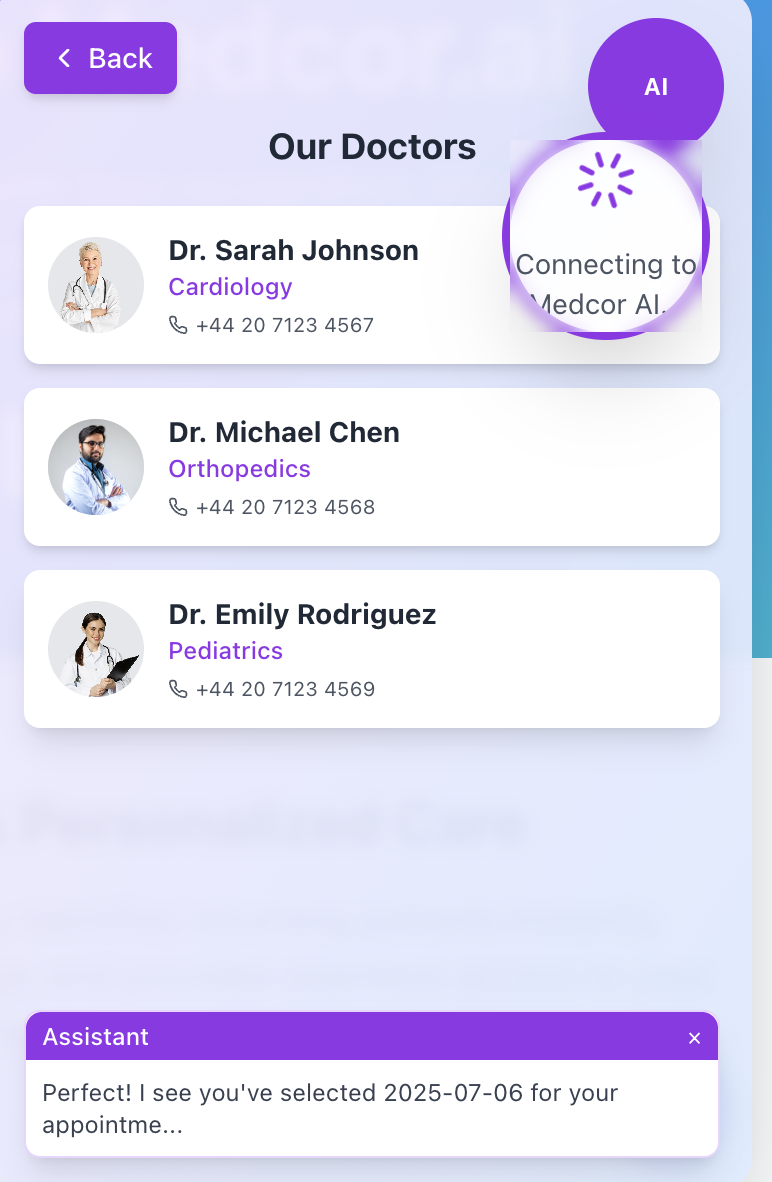 Back
AI
Our Doctors
Connecting to
Medcor AI.
Dr. Sarah Johnson
Cardiology
+44 20 7123 4567
Dr. Michael Chen
Orthopedics
+44 20 7123 4568
Dr. Emily Rodriguez
Pediatrics
+44 20 7123 4569
Personalized Care
Assistant
×
Perfect! I see you've selected 2025-07-06 for your
appointme...